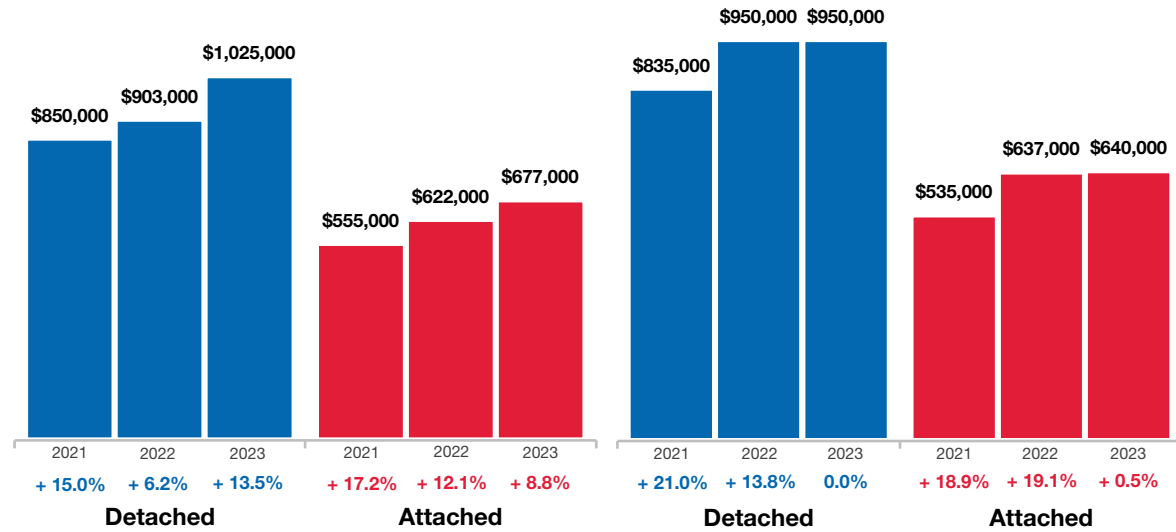 $850,000
$903,000
$1,025,000
$555,000
$622,000
$677,000
2021 2022 2023 2021 2022 2023
+ 15.0% + 6.2% + 13.5% + 17.2% + 12.1% + 8.8%
Detached Attached
$835,000
$950,000 $950,000
$535,000
$637,000 $640,000
2021 2022 2023 2021 2022 2023
+ 21.0% + 13.8% 0.0% + 18.9% + 19.1% + 0.5%
Detached Attached